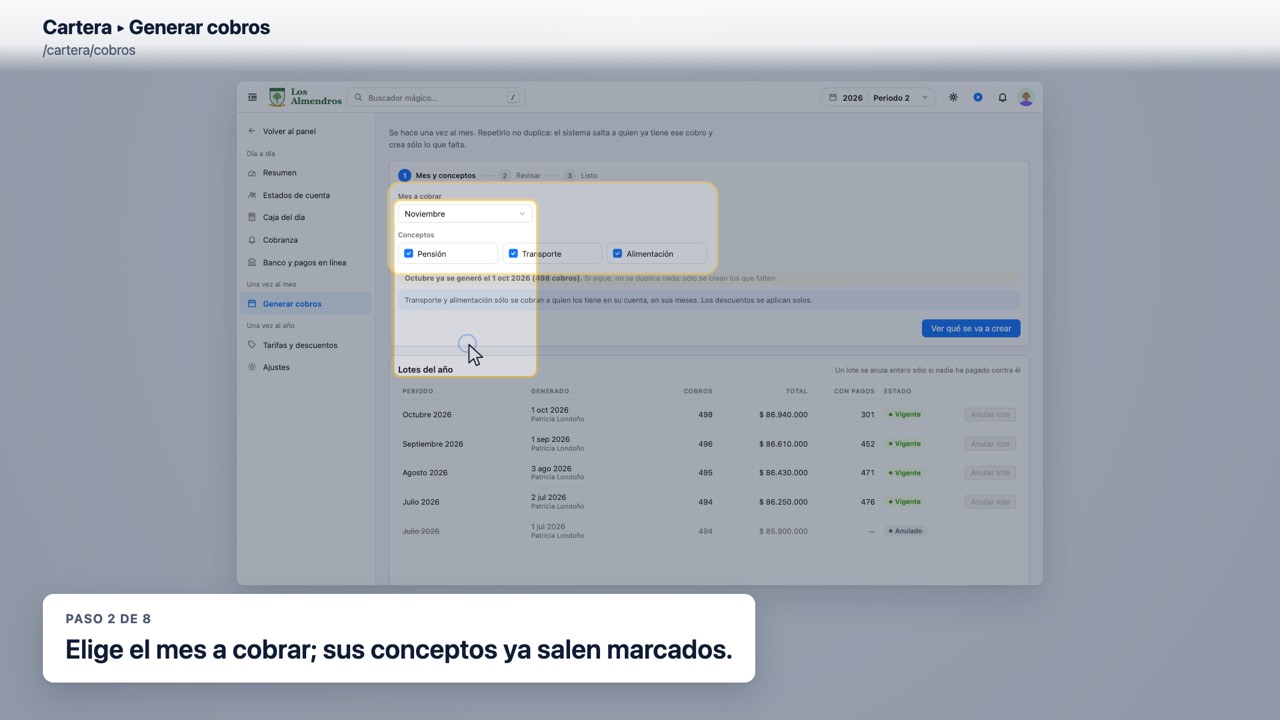 Cartera ▸ Generar cobros
/cartera/cobros
Los Almendros
Buscador mágico...
/
2026
Periodo 2
Volver al panel
Día a día
Resumen
Estados de cuenta
Caja del día
Cobranza
Banco y pagos en línea
Una vez al mes
Generar cobros
Una vez al año
Tarifas y descuentos
Ajustes
Se hace una vez al mes. Repetirlo no duplica: el sistema salta a quien ya tiene ese cobro y
crea sólo lo que falta.
1 Mes y conceptos 2 Revisar 3 Listo
Mes a cobrar
Noviembre
Conceptos
Pensión Transporte Alimentación
Octubre ya se generó el 1 oct 2026 (498 cobros). Si sigue, no se duplica nada: sólo se crean los que falten.
Transporte y alimentación sólo se cobran a quien los tiene en su cuenta, en sus meses. Los descuentos se aplican solos.
Ver qué se va a crear
Lotes del año
Un lote se anula entero sólo si nadie ha pagado contra él
PERIODO GENERADO COBROS TOTAL CON PAGOS ESTADO
Octubre 2026 1 oct 2026 498 $ 86.940.000 301 Vigente Anular lote
Patricia Londoño
Septiembre 2026 1 sep 2026 496 $ 86.610.000 452 Vigente Anular lote
Patricia Londoño
Agosto 2026 3 ago 2026 495 $ 86.430.000 471 Vigente Anular lote
Patricia Londoño
Julio 2026 2 jul 2026 494 $ 86.250.000 476 Vigente Anular lote
Patricia Londoño
Julio 2026 1 jul 2026 494 $ 85.900.000 — Anulado
Patricia Londoño
PASO 2 DE 8
Elige el mes a cobrar; sus conceptos ya salen marcados.